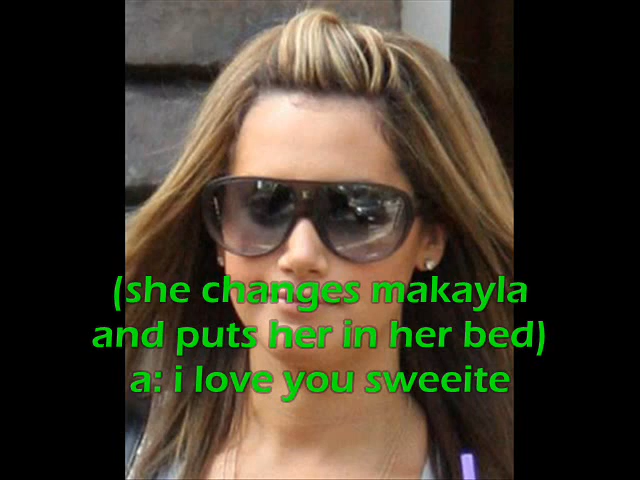 (she changes makayla
and puts her in her bed)
a: i love you sweeite